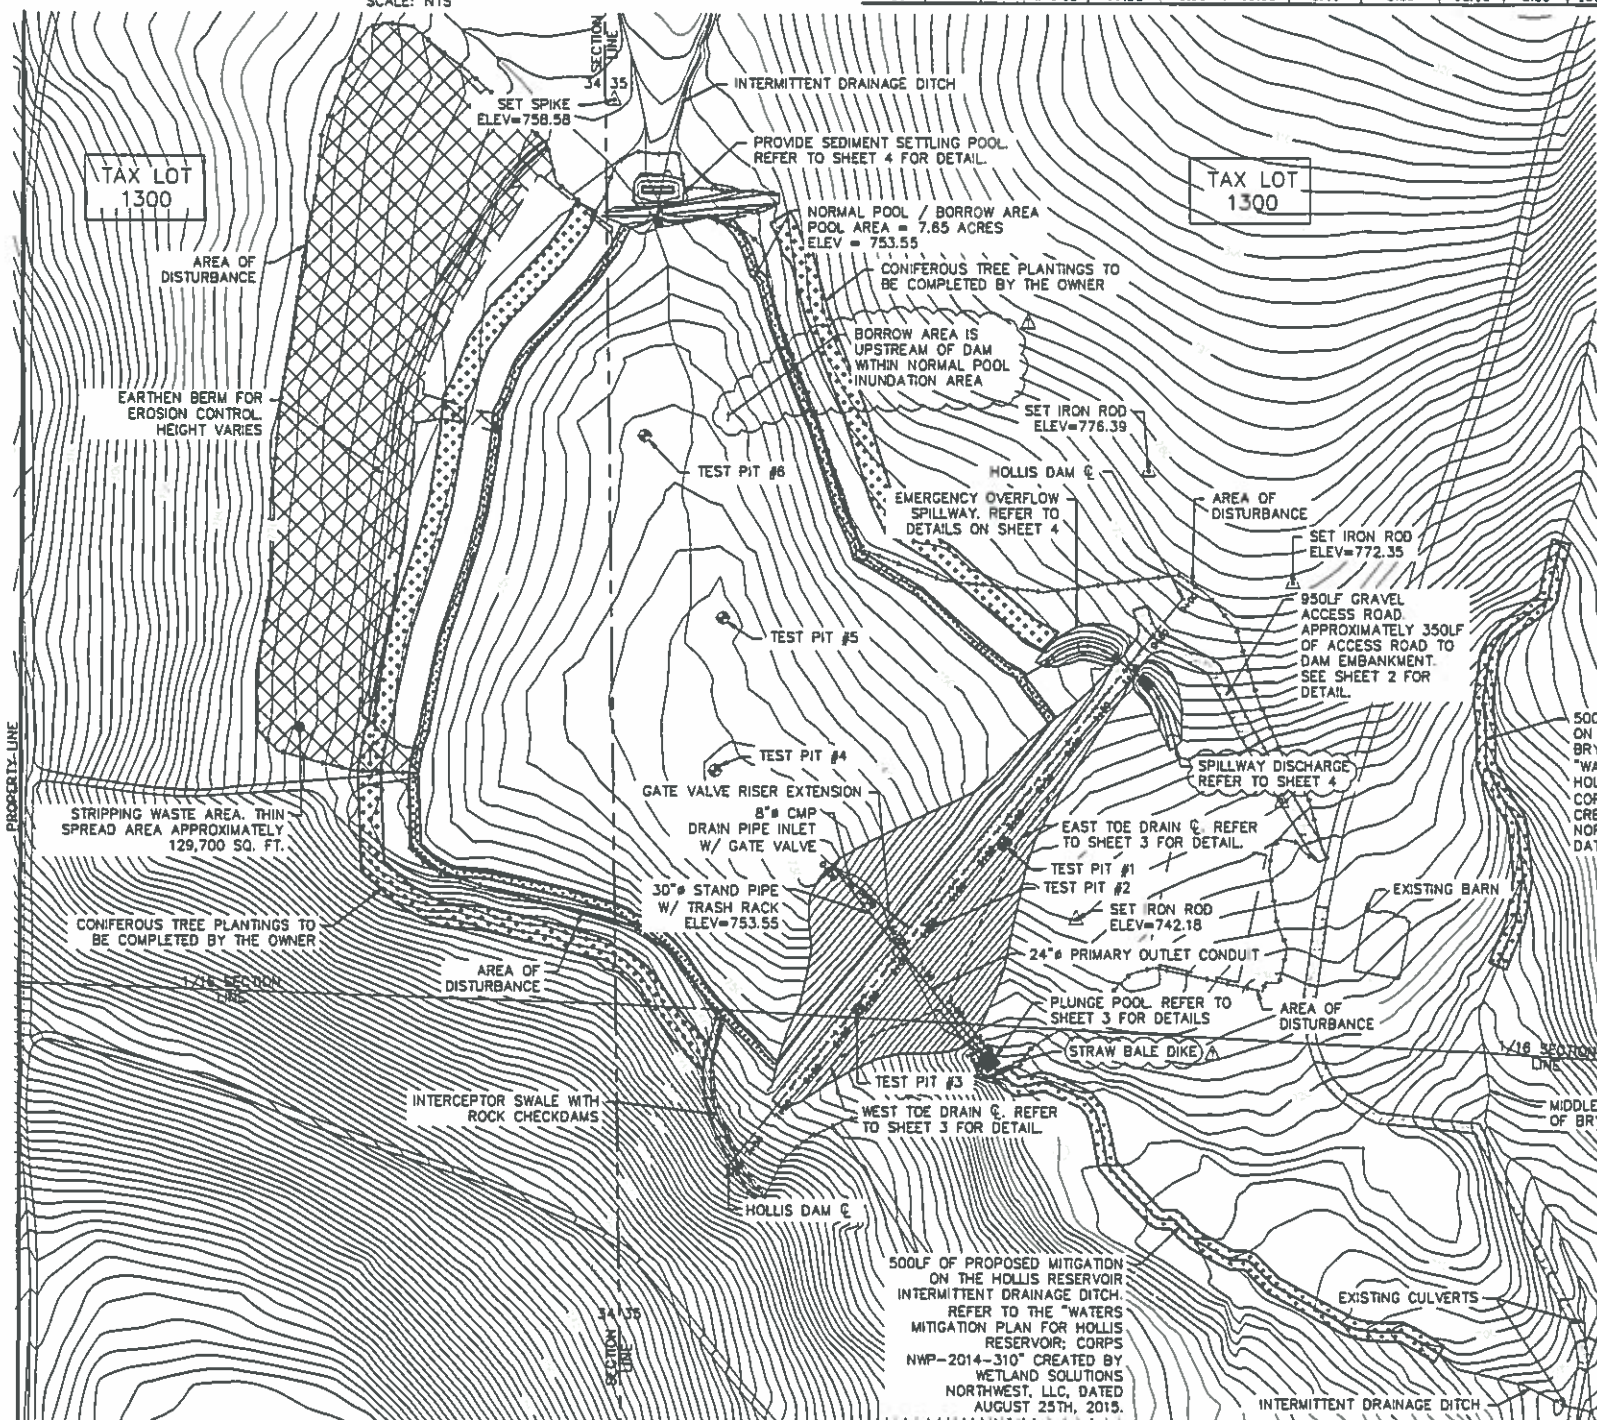 SCALE: NTS
SECTION
LINE
34 35
SET SPIKE
ELEV=758.58
INTERMITTENT DRAINAGE DITCH
PROVIDE SEDIMENT SETTLING POOL.
REFER TO SHEET 4 FOR DETAIL.
TAX LOT
1300
TAX LOT
1300
NORMAL POOL / BORROW AREA
POOL AREA = 7.65 ACRES
ELEV = 753.55
AREA OF
DISTURBANCE
CONIFEROUS TREE PLANTINGS TO
BE COMPLETED BY THE OWNER
BORROW AREA IS
UPSTREAM OF DAM
WITHIN NORMAL POOL
INUNDATION AREA
EARTHEN BERM FOR
EROSION CONTROL.
HEIGHT VARIES
SET IRON ROD
ELEV=776.39
TEST PIT #6
HOLLIS DAM ℄
EMERGENCY OVERFLOW
SPILLWAY. REFER TO
DETAILS ON SHEET 4
AREA OF
DISTURBANCE
SET IRON ROD
ELEV=772.35
950LF GRAVEL
ACCESS ROAD.
APPROXIMATELY 350LF
OF ACCESS ROAD TO
DAM EMBANKMENT.
SEE SHEET 2 FOR
DETAIL.
TEST PIT #5
PROPERTY LINE
TEST PIT #4
SPILLWAY DISCHARGE
REFER TO SHEET 4
GATE VALVE RISER EXTENSION
8"ø CMP
DRAIN PIPE INLET
W/ GATE VALVE
STRIPPING WASTE AREA. THIN
SPREAD AREA APPROXIMATELY
129,700 SQ. FT.
EAST TOE DRAIN ℄. REFER
TO SHEET 3 FOR DETAIL.
TEST PIT #1
TEST PIT #2
30"ø STAND PIPE
W/ TRASH RACK
ELEV=753.55
EXISTING BARN
SET IRON ROD
ELEV=742.18
CONIFEROUS TREE PLANTINGS TO
BE COMPLETED BY THE OWNER
24"ø PRIMARY OUTLET CONDUIT
AREA OF
DISTURBANCE
1/16 SECTION
LINE
PLUNGE POOL. REFER TO
SHEET 3 FOR DETAILS
AREA OF
DISTURBANCE
STRAW BALE DIKE
1/16 SECTION
LINE
TEST PIT #3
INTERCEPTOR SWALE WITH
ROCK CHECKDAMS
WEST TOE DRAIN ℄. REFER
TO SHEET 3 FOR DETAIL.
MIDDLE
OF BRY
HOLLIS DAM ℄
500LF OF PROPOSED MITIGATION
ON THE HOLLIS RESERVOIR
INTERMITTENT DRAINAGE DITCH.
REFER TO THE "WATERS
MITIGATION PLAN FOR HOLLIS
RESERVOIR; CORPS
NWP-2014-310" CREATED BY
WETLAND SOLUTIONS
NORTHWEST, LLC, DATED
AUGUST 25TH, 2015.
EXISTING CULVERTS
34 35
SECTION
LINE
INTERMITTENT DRAINAGE DITCH
500
ON
BRY
"WA
HOL
COR
CRE
NOR
DAT